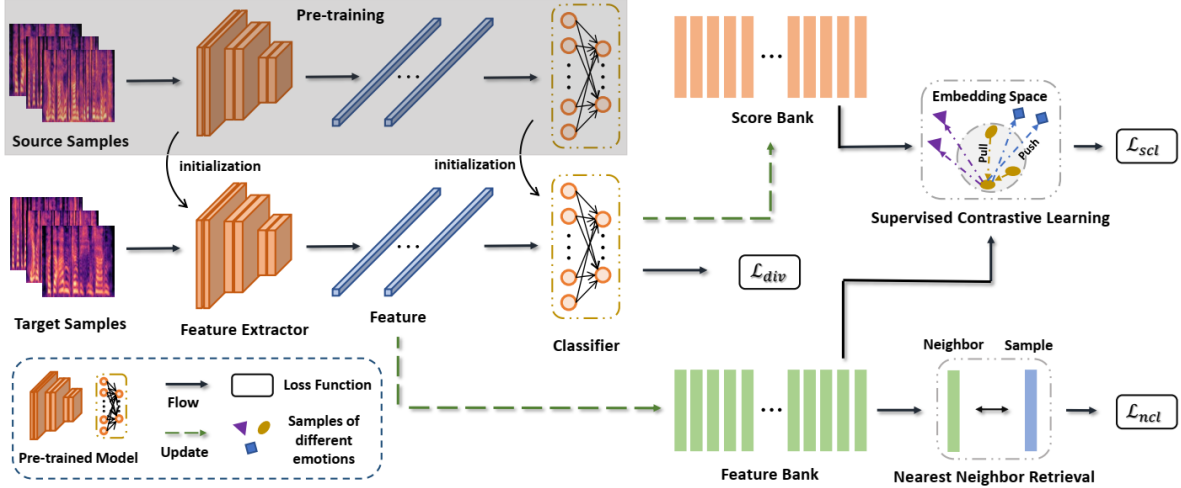 Pre-training
Source Samples
initialization
initialization
Target Samples
Feature Extractor
Feature
Classifier
Score Bank
Embedding Space
Pull
Push
ℒscl
Supervised Contrastive Learning
ℒdiv
Feature Bank
Neighbor
Sample
ℒncl
Nearest Neighbor Retrieval
Pre-trained Model
Flow
Update
Loss Function
Samples of
different
emotions